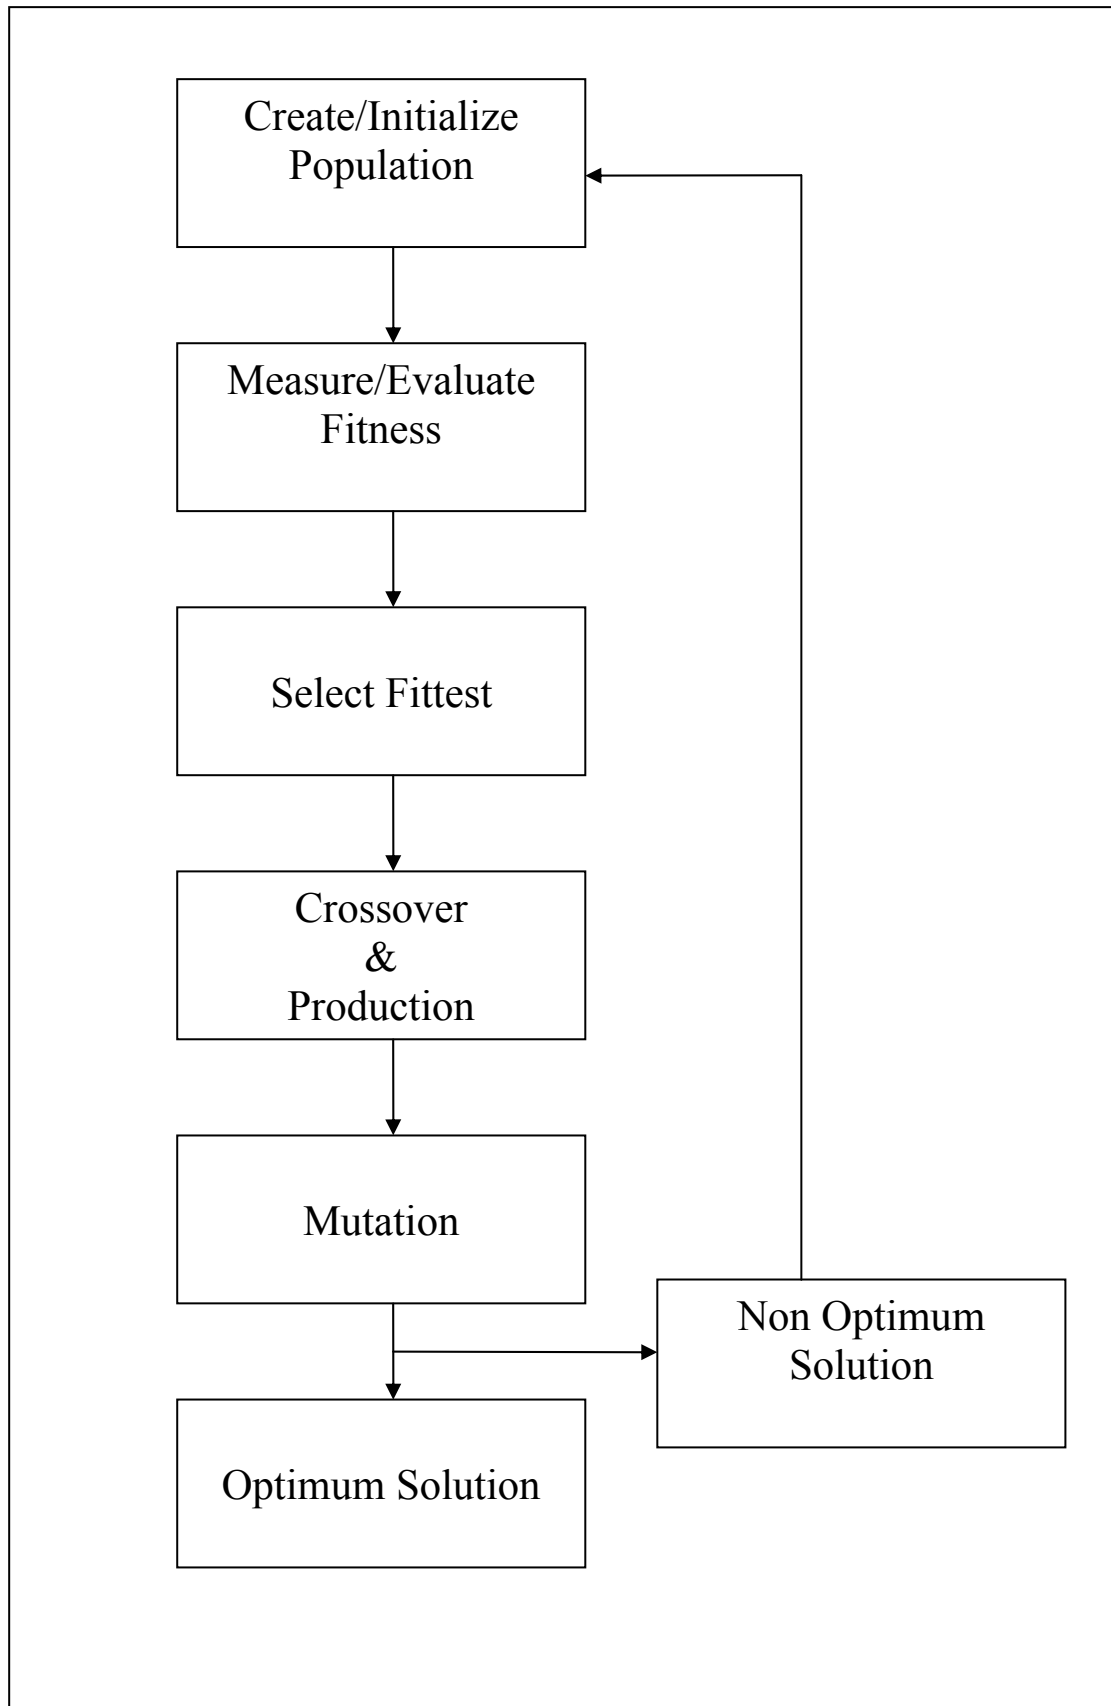 Create/Initialize
Population
Measure/Evaluate
Fitness
Select Fittest
Crossover
&
Production
Mutation
Non Optimum
Solution
Optimum Solution